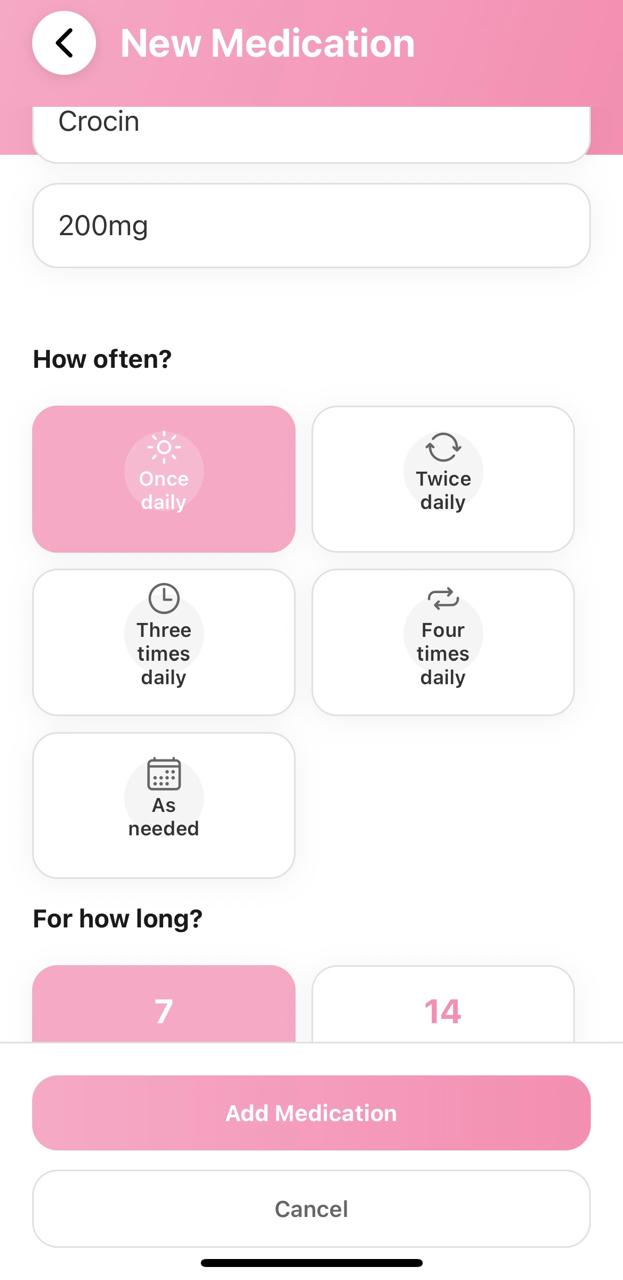 New Medication
Crocin
200mg
How often?
Once
daily
Twice
daily
Three
times
daily
Four
times
daily
As
needed
For how long?
7
14
Add Medication
Cancel